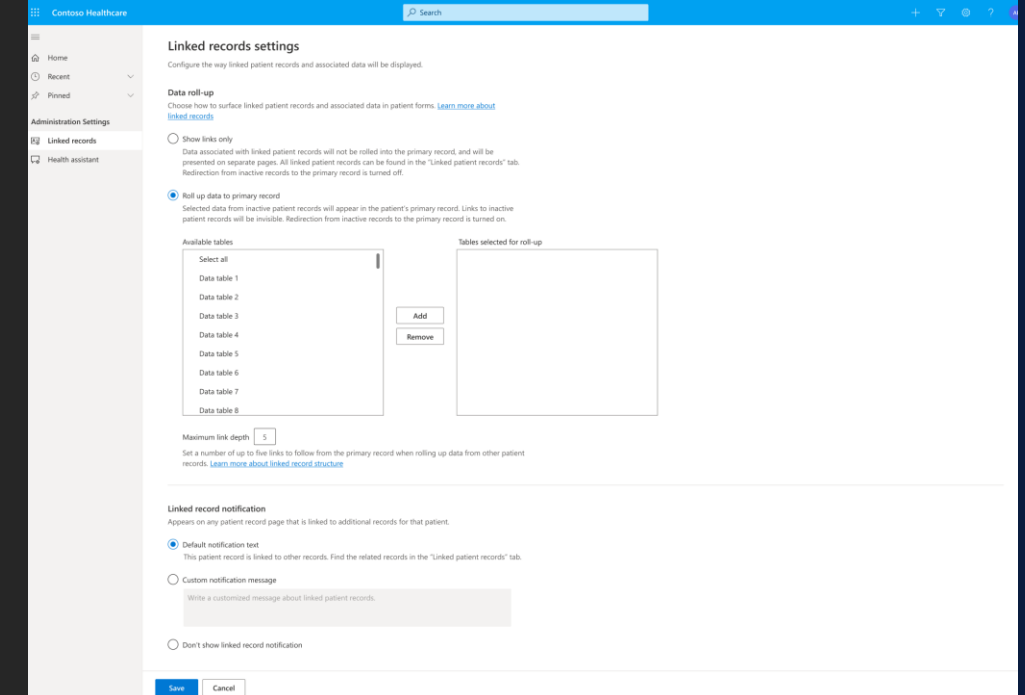 Contoso Healthcare
Search
Home
Recent
Pinned
Administration Settings
Linked records
Health assistant
Linked records settings
Configure the way linked patient records and associated data will be displayed.
Data roll-up
Choose how to surface linked patient records and associated data in patient forms. Learn more about
linked records
Show links only
Data associated with linked patient records will not be rolled into the primary record, and will be
presented on separate pages. All linked patient records can be found in the "Linked patient records" tab.
Redirection from inactive records to the primary record is turned off.
Roll up data to primary record
Selected data from inactive patient records will appear in the patient's primary record. Links to inactive
patient records will be invisible. Redirection from inactive records to the primary record is turned on.
Available tables
Select all
Data table 1
Data table 2
Data table 3
Data table 4
Data table 5
Data table 6
Data table 7
Data table 8
Add
Remove
Tables selected for roll-up
Maximum link depth 5
Set a number of up to five links to follow from the primary record when rolling up data from other patient
records. Learn more about linked record structure
Linked record notification
Appears on any patient record page that is linked to additional records for that patient.
Default notification text
This patient record is linked to other records. Find the related records in the "Linked patient records" tab.
Custom notification message
Write a customized message about linked patient records.
Don't show linked record notification
Save Cancel